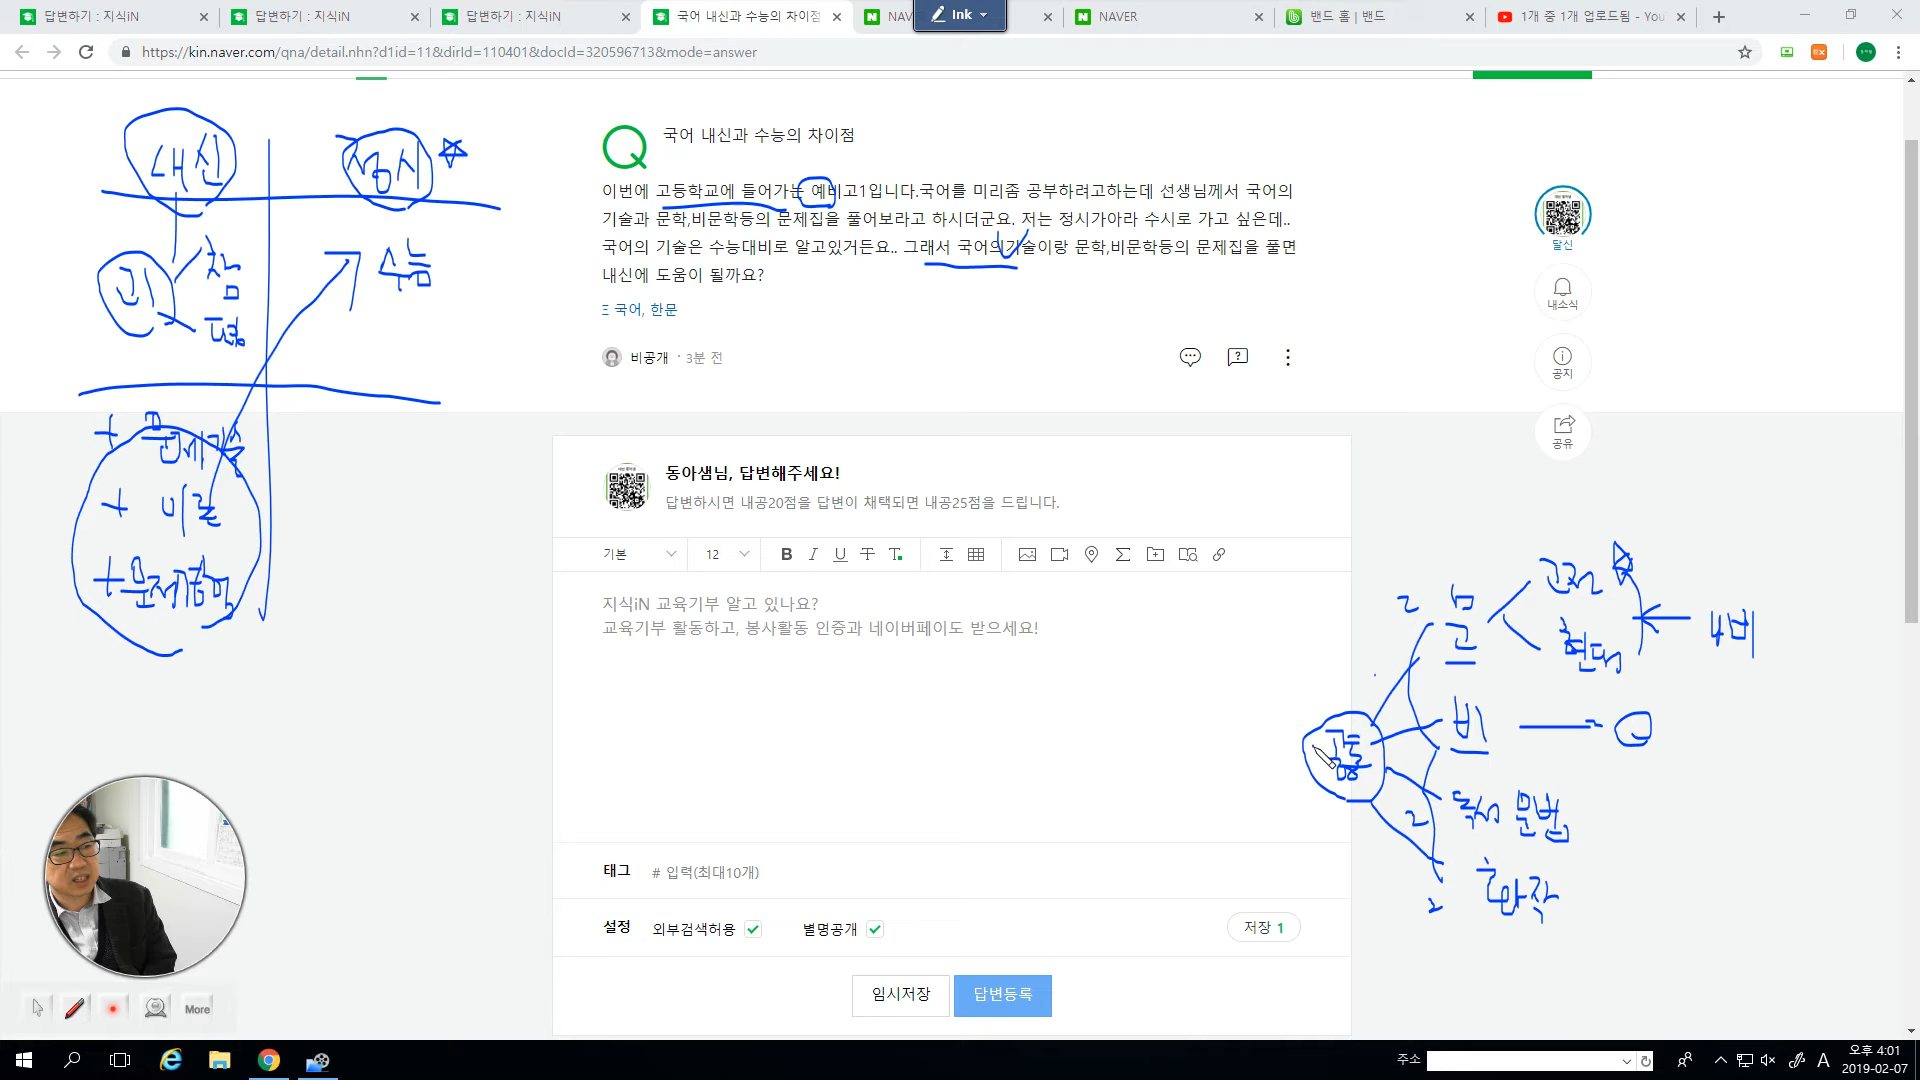 답변하기 : 지식iN
답변하기 : 지식iN
답변하기 : 지식iN
국어 내신과 수능의 차이점
NAV
Ink
NAVER
밴드 홈 | 밴드
1개 중 1개 업로드됨 - You
https://kin.naver.com/qna/detail.nhn?d1id=11&dirId=110401&docId=320596713&mode=answer
국어 내신과 수능의 차이점
이번에 고등학교에 들어가는 예비고1입니다.국어를 미리좀 공부하려고하는데 선생님께서 국어의
기술과 문학,비문학등의 문제집을 풀어보라고 하시더군요. 저는 정시가아라 수시로 가고 싶은데..
국어의 기술은 수능대비로 알고있거든요.. 그래서 국어의기술이랑 문학,비문학등의 문제집을 풀면
내신에 도움이 될까요?
국어, 한문
비공개 · 3분 전
탈신
내소식
공지
공유
내신
정시
수능
고1
+ 비문
동아샘님, 답변해주세요!
답변하시면 내공20점을 답변이 채택되면 내공25점을 드립니다.
기본
12
B I U T T
지식iN 교육기부 알고 있나요?
교육기부 활동하고, 봉사활동 인증과 네이버페이도 받으세요!
공통
2
고전
현대
비
2
독서 문법
2
화작
태그
# 입력(최대10개)
설정
외부검색허용
별명공개
저장 1
임시저장
답변등록
More
주소
A
오후 4:01
2019-02-07